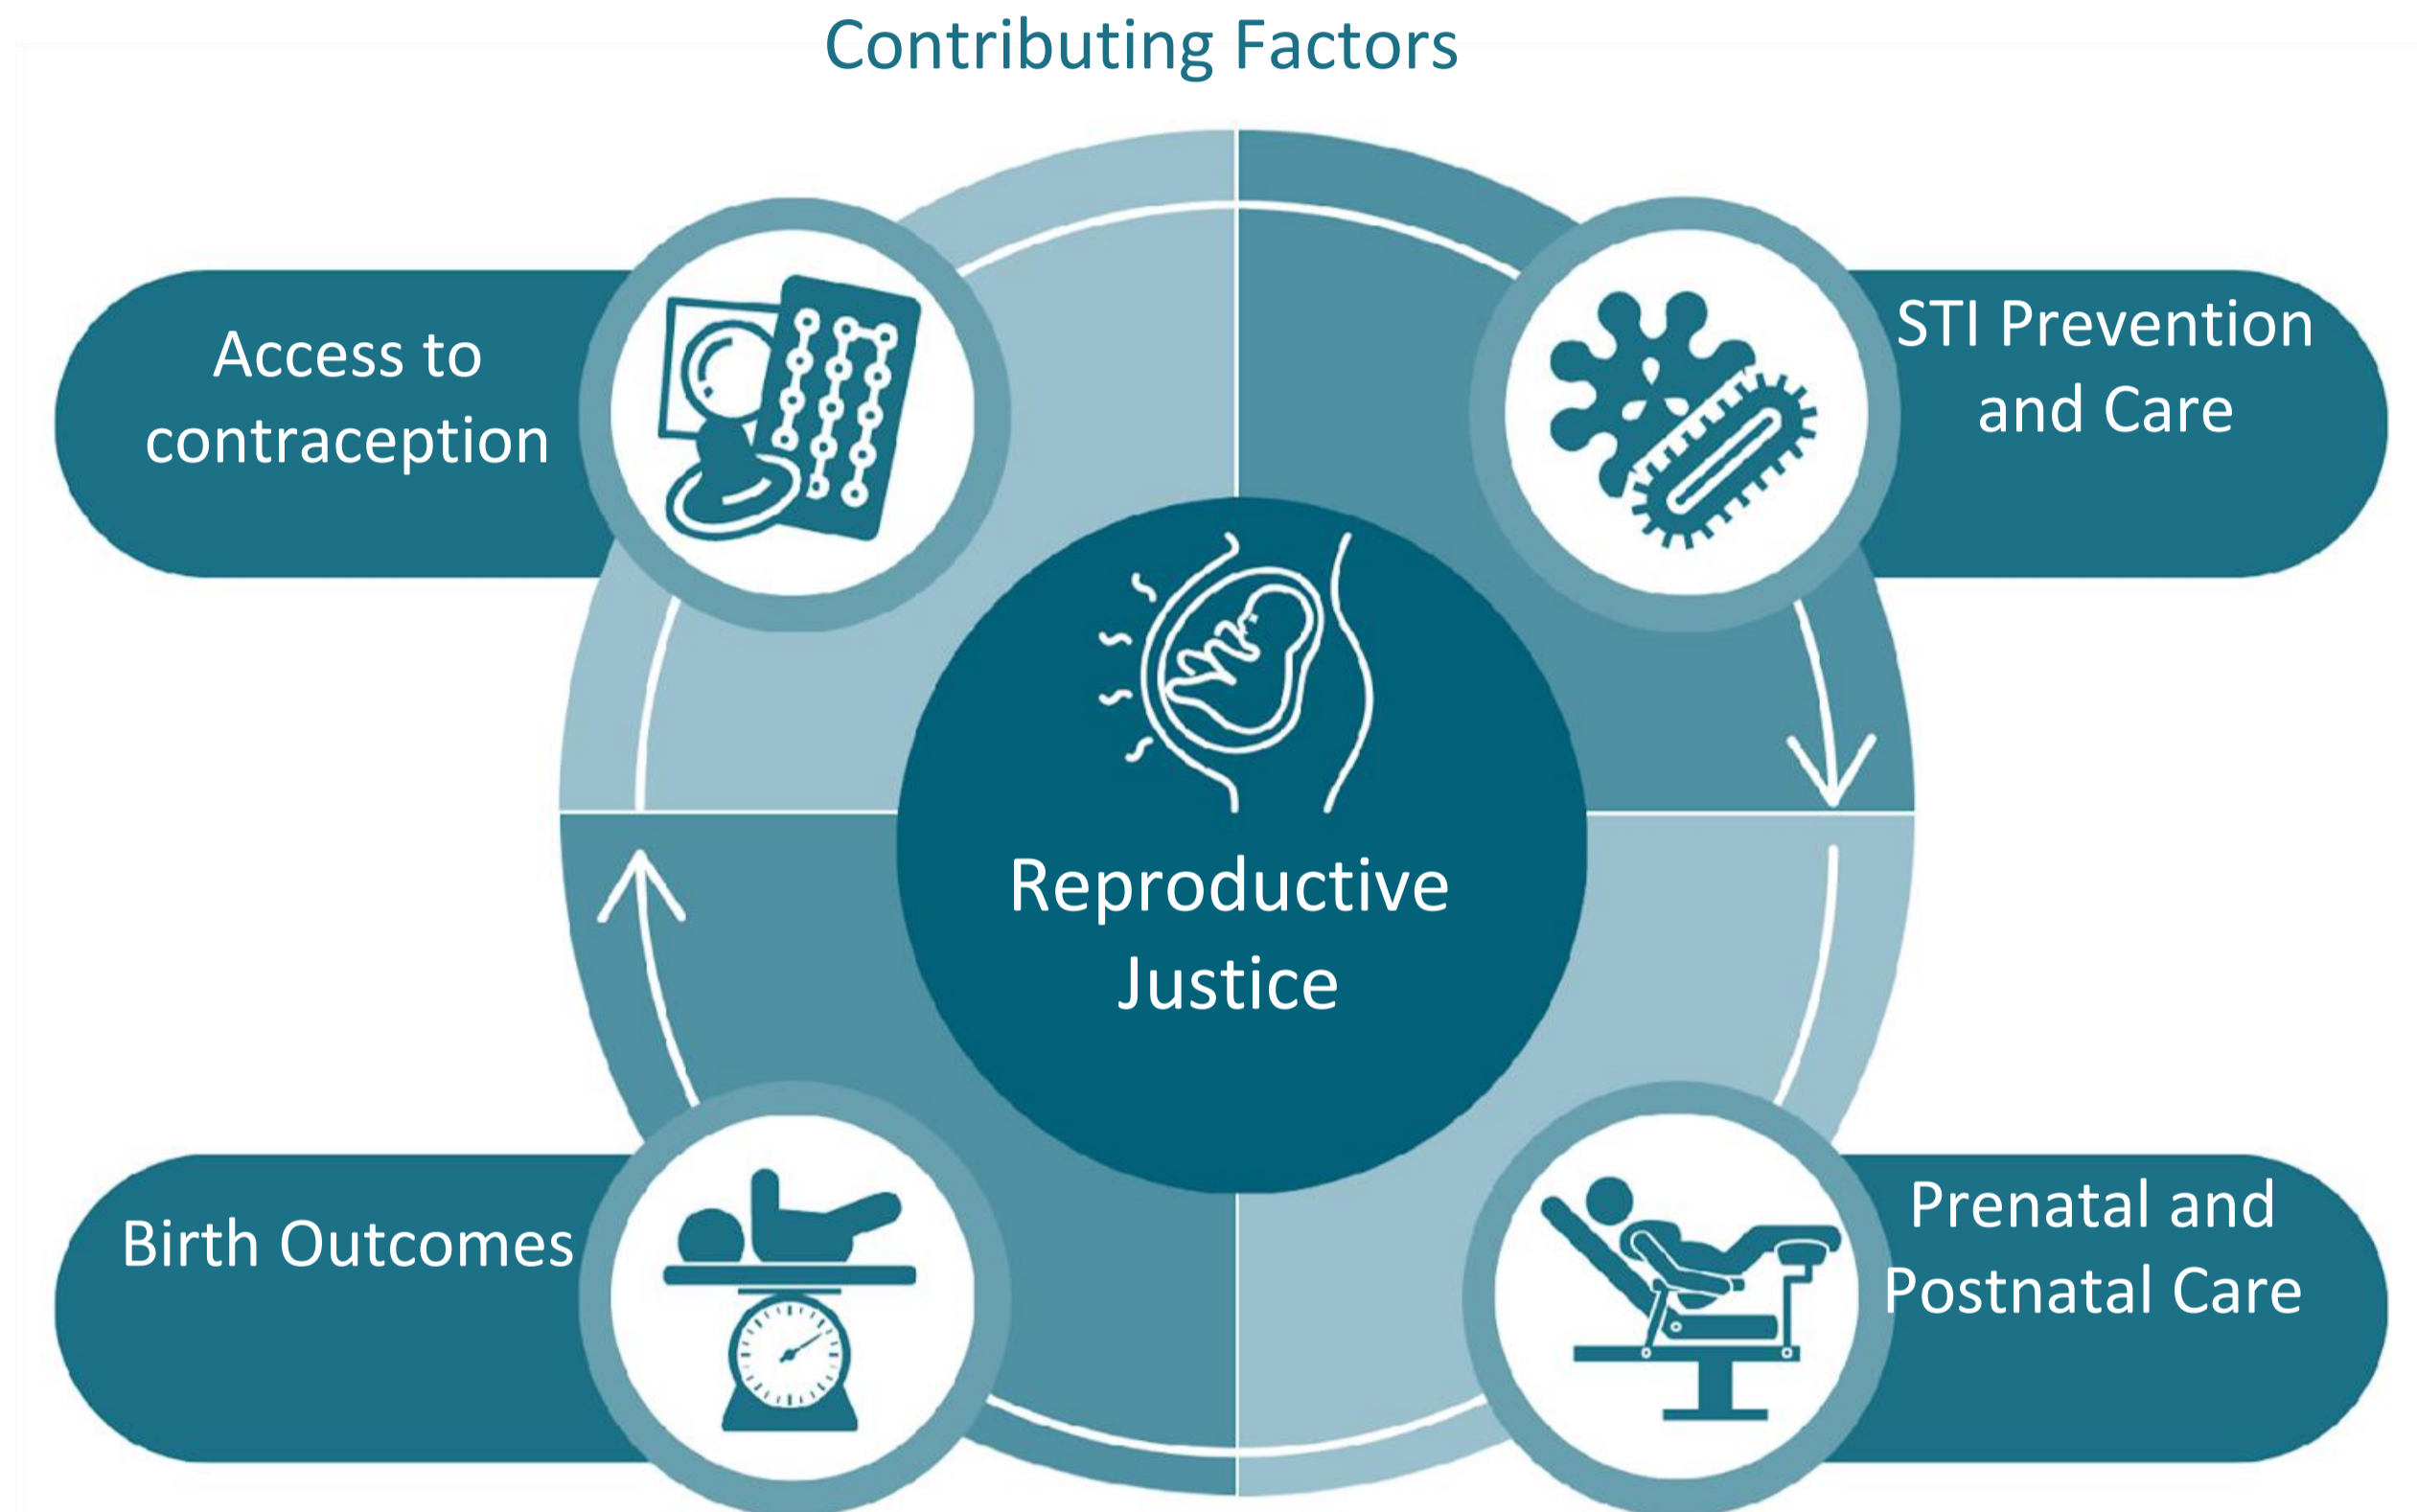 Contributing Factors
Access to
contraception
STI Prevention
and Care
Reproductive
Justice
Birth Outcomes
Prenatal and
Postnatal Care